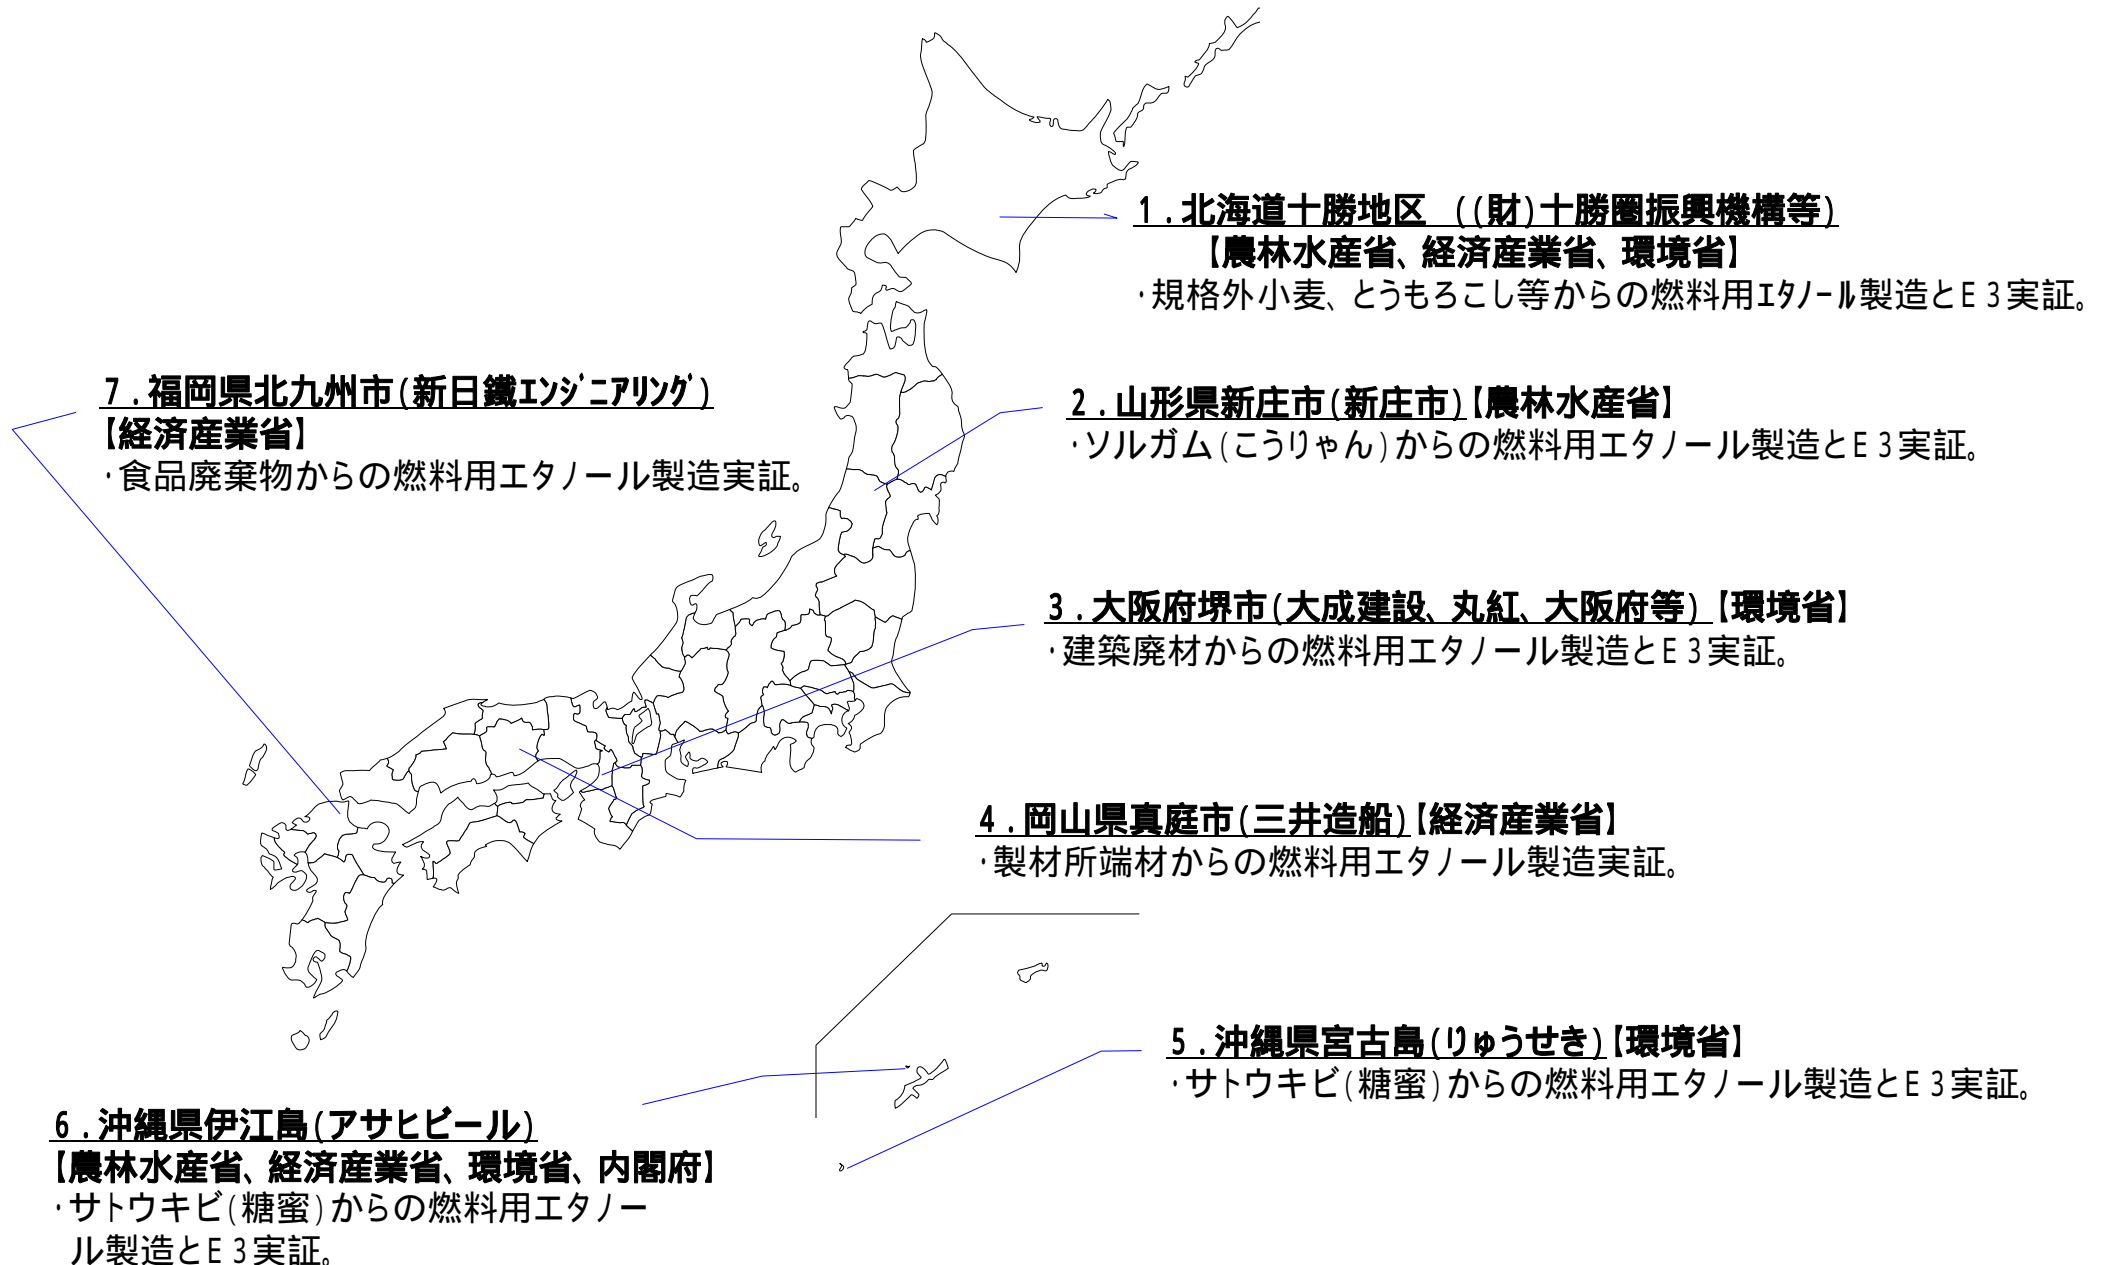 1．北海道十勝地区 ((財)十勝圏振興機構等)
【農林水産省、経済産業省、環境省】
・規格外小麦、とうもろこし等からの燃料用ｴﾀﾉｰﾙ製造とE3実証。
2．山形県新庄市(新庄市)【農林水産省】
・ソルガム(こうりゃん)からの燃料用エタノール製造とE3実証。
3．大阪府堺市(大成建設、丸紅、大阪府等)【環境省】
・建築廃材からの燃料用エタノール製造とE3実証。
4．岡山県真庭市(三井造船)【経済産業省】
・製材所端材からの燃料用エタノール製造実証。
5．沖縄県宮古島(りゅうせき)【環境省】
・サトウキビ(糖蜜)からの燃料用エタノール製造とE3実証。
6．沖縄県伊江島(アサヒビール)
【農林水産省、経済産業省、環境省、内閣府】
・サトウキビ(糖蜜)からの燃料用エタノー
ル製造とE3実証。
7．福岡県北九州市(新日鐵ｴﾝｼﾞﾆｱﾘﾝｸﾞ)
【経済産業省】
・食品廃棄物からの燃料用エタノール製造実証。